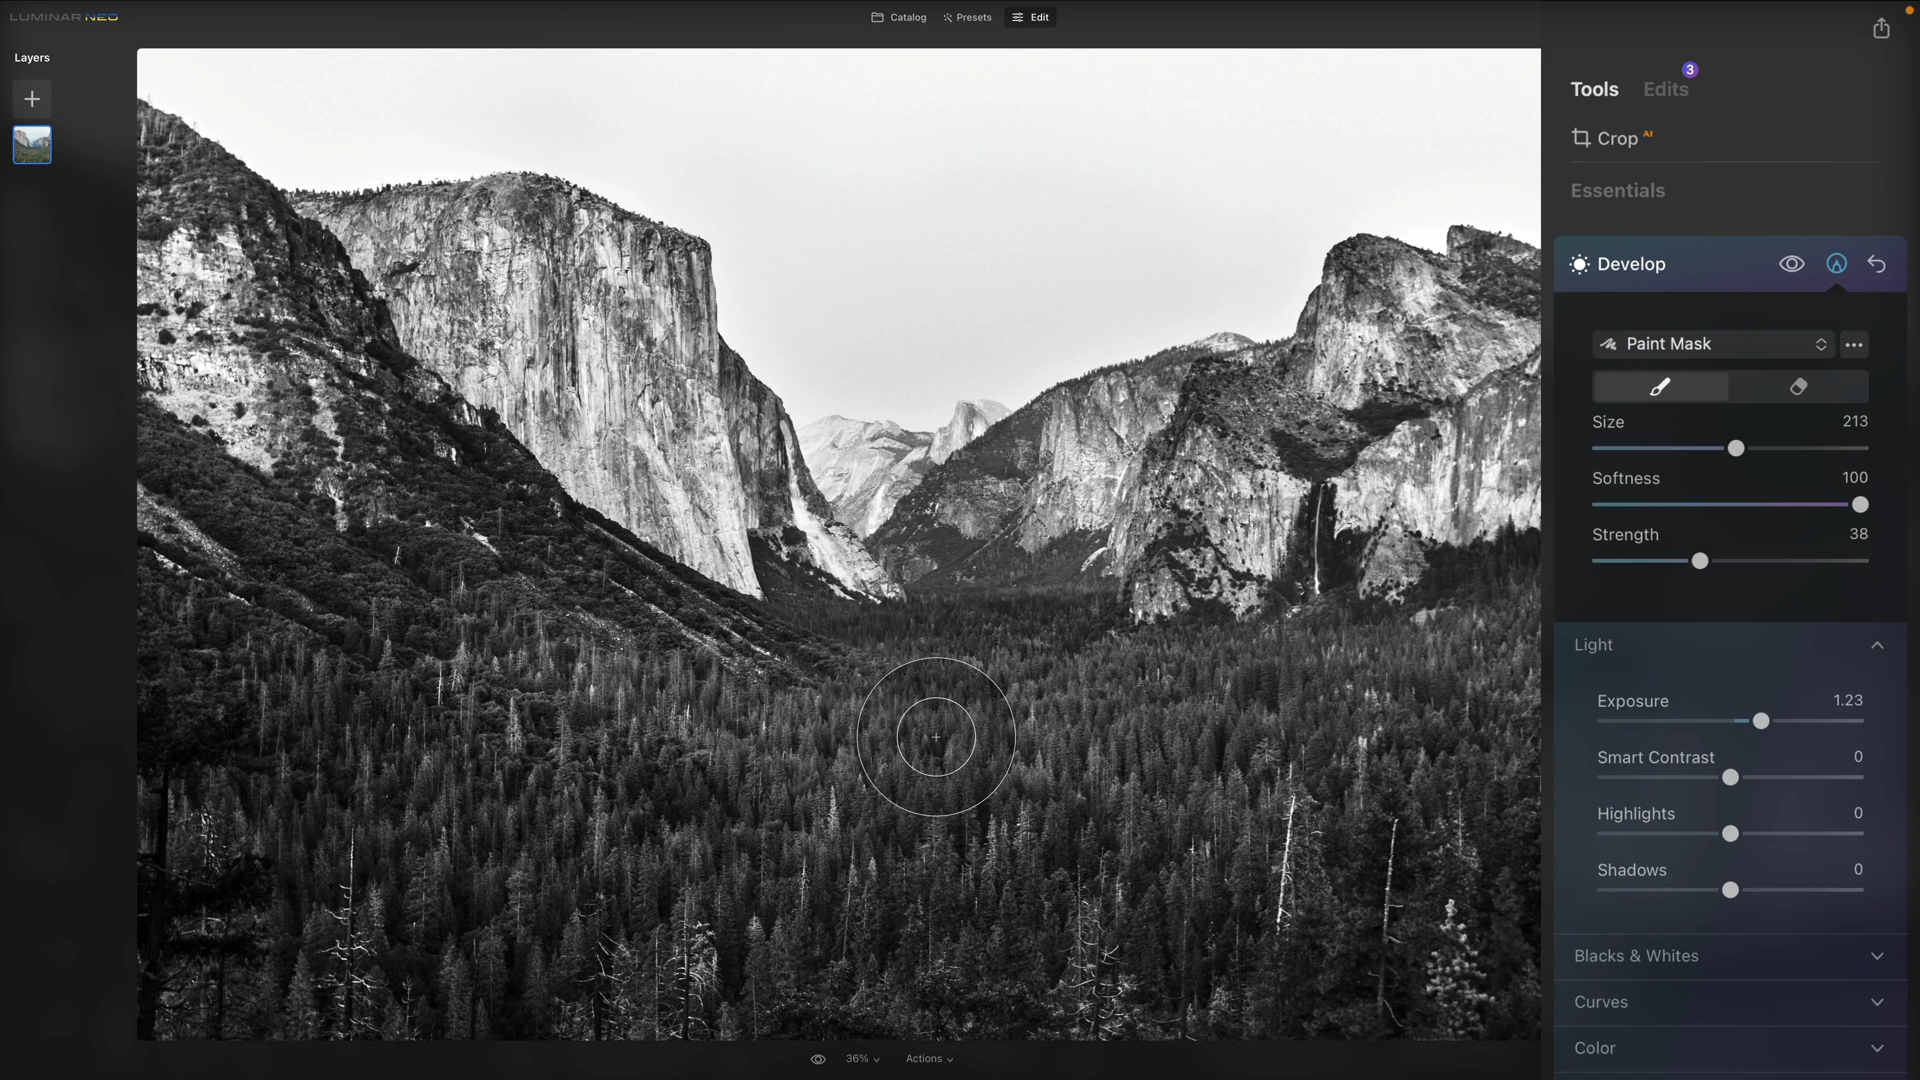 LUMINAR NEO
Catalog
Presets
Edit
Layers
3
Tools
Edits
Crop AI
Essentials
Develop
Paint Mask
Size 213
Softness 100
Strength 38
Light
Exposure 1.23
Smart Contrast 0
Highlights 0
Shadows 0
Blacks & Whites
Curves
Color
36%
Actions